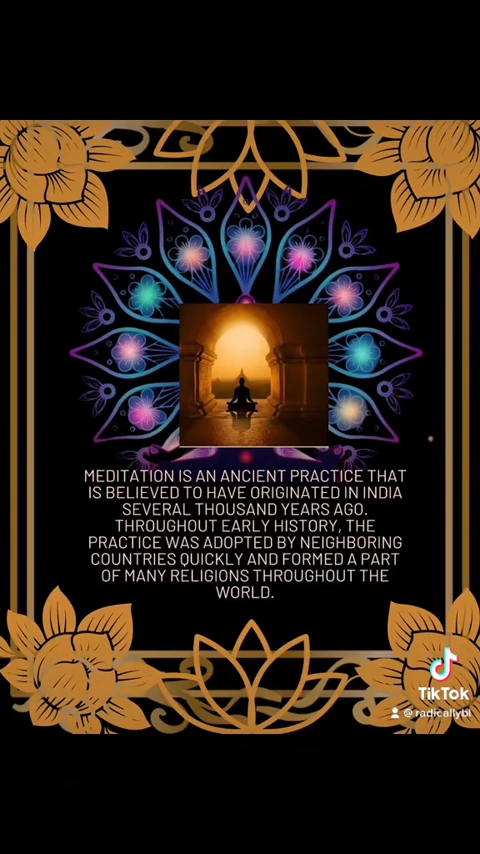 MEDITATION IS AN ANCIENT PRACTICE THAT
IS BELIEVED TO HAVE ORIGINATED IN INDIA
SEVERAL THOUSAND YEARS AGO.
THROUGHOUT EARLY HISTORY, THE
PRACTICE WAS ADOPTED BY NEIGHBORING
COUNTRIES QUICKLY AND FORMED A PART
OF MANY RELIGIONS THROUGHOUT THE
WORLD.
TikTok
@radicallybl